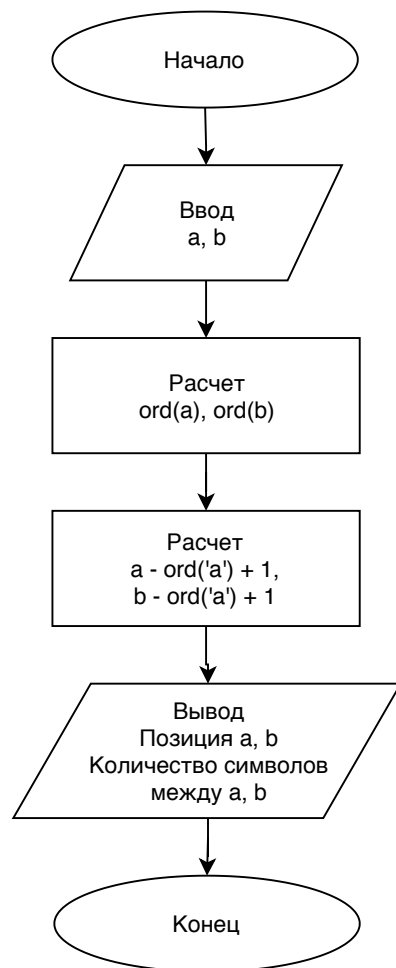 Начало
Ввод
a, b
Расчет
ord(a), ord(b)
Расчет
a - ord('a') + 1,
b - ord('a') + 1
Вывод
Позиция a, b
Количество символов
между a, b
Конец